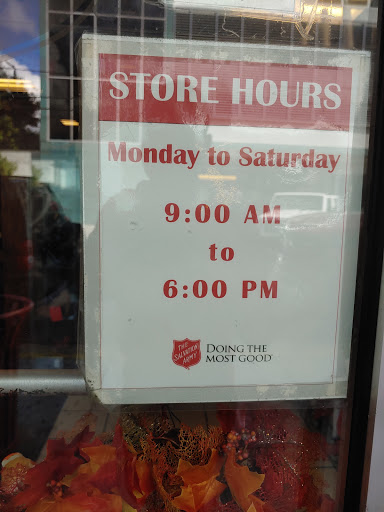 STORE HOURS
Monday to Saturday
9:00 AM
to
6:00 PM
THE
SALVATION
ARMY
DOING THE
MOST GOOD